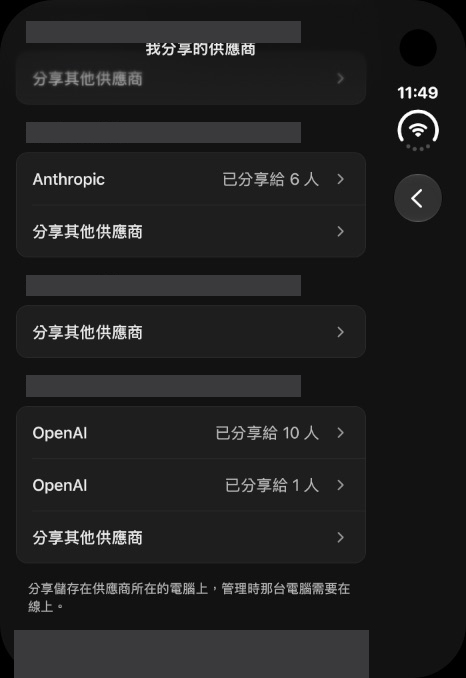 我分享的供應商
分享其他供應商
11:49
Anthropic 已分享給 6 人
分享其他供應商
分享其他供應商
OpenAI 已分享給 10 人
OpenAI 已分享給 1 人
分享其他供應商
分享儲存在供應商所在的電腦上，管理時那台電腦需要在
線上。